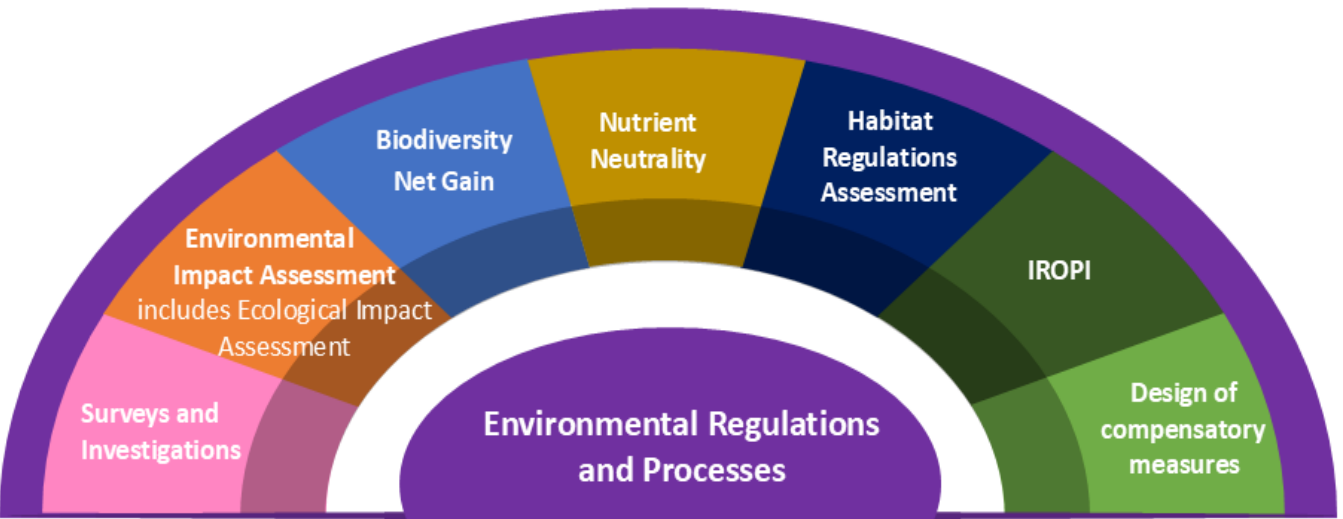 Surveys and
Investigations
Environmental
Impact Assessment
includes Ecological Impact
Assessment
Biodiversity
Net Gain
Nutrient
Neutrality
Habitat
Regulations
Assessment
IROPI
Design of
compensatory
measures
Environmental Regulations
and Processes